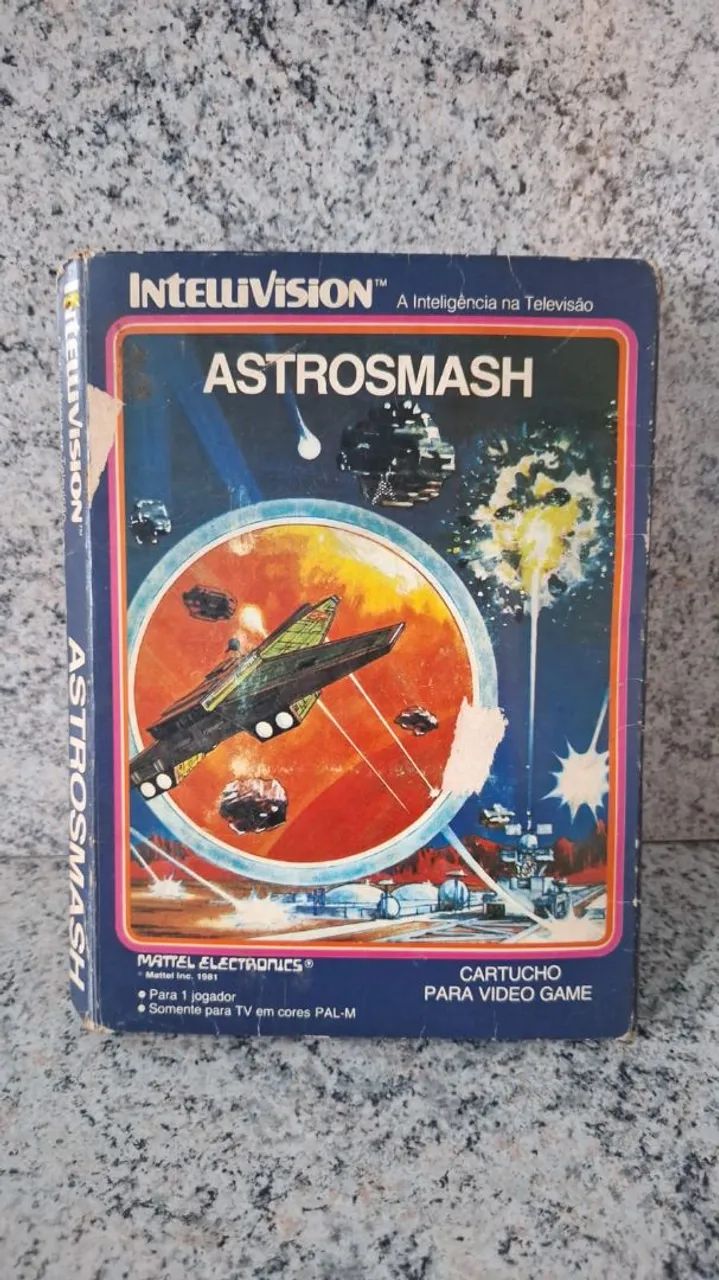 INTELLIVISION™ A Inteligência na Televisão
ASTROSMASH
INTELLIVISION™
ASTROSMASH
MATTEL ELECTRONICS®
Mattel Inc. 1981
• Para 1 jogador
• Somente para TV em cores PAL-M
CARTUCHO
PARA VIDEO GAME